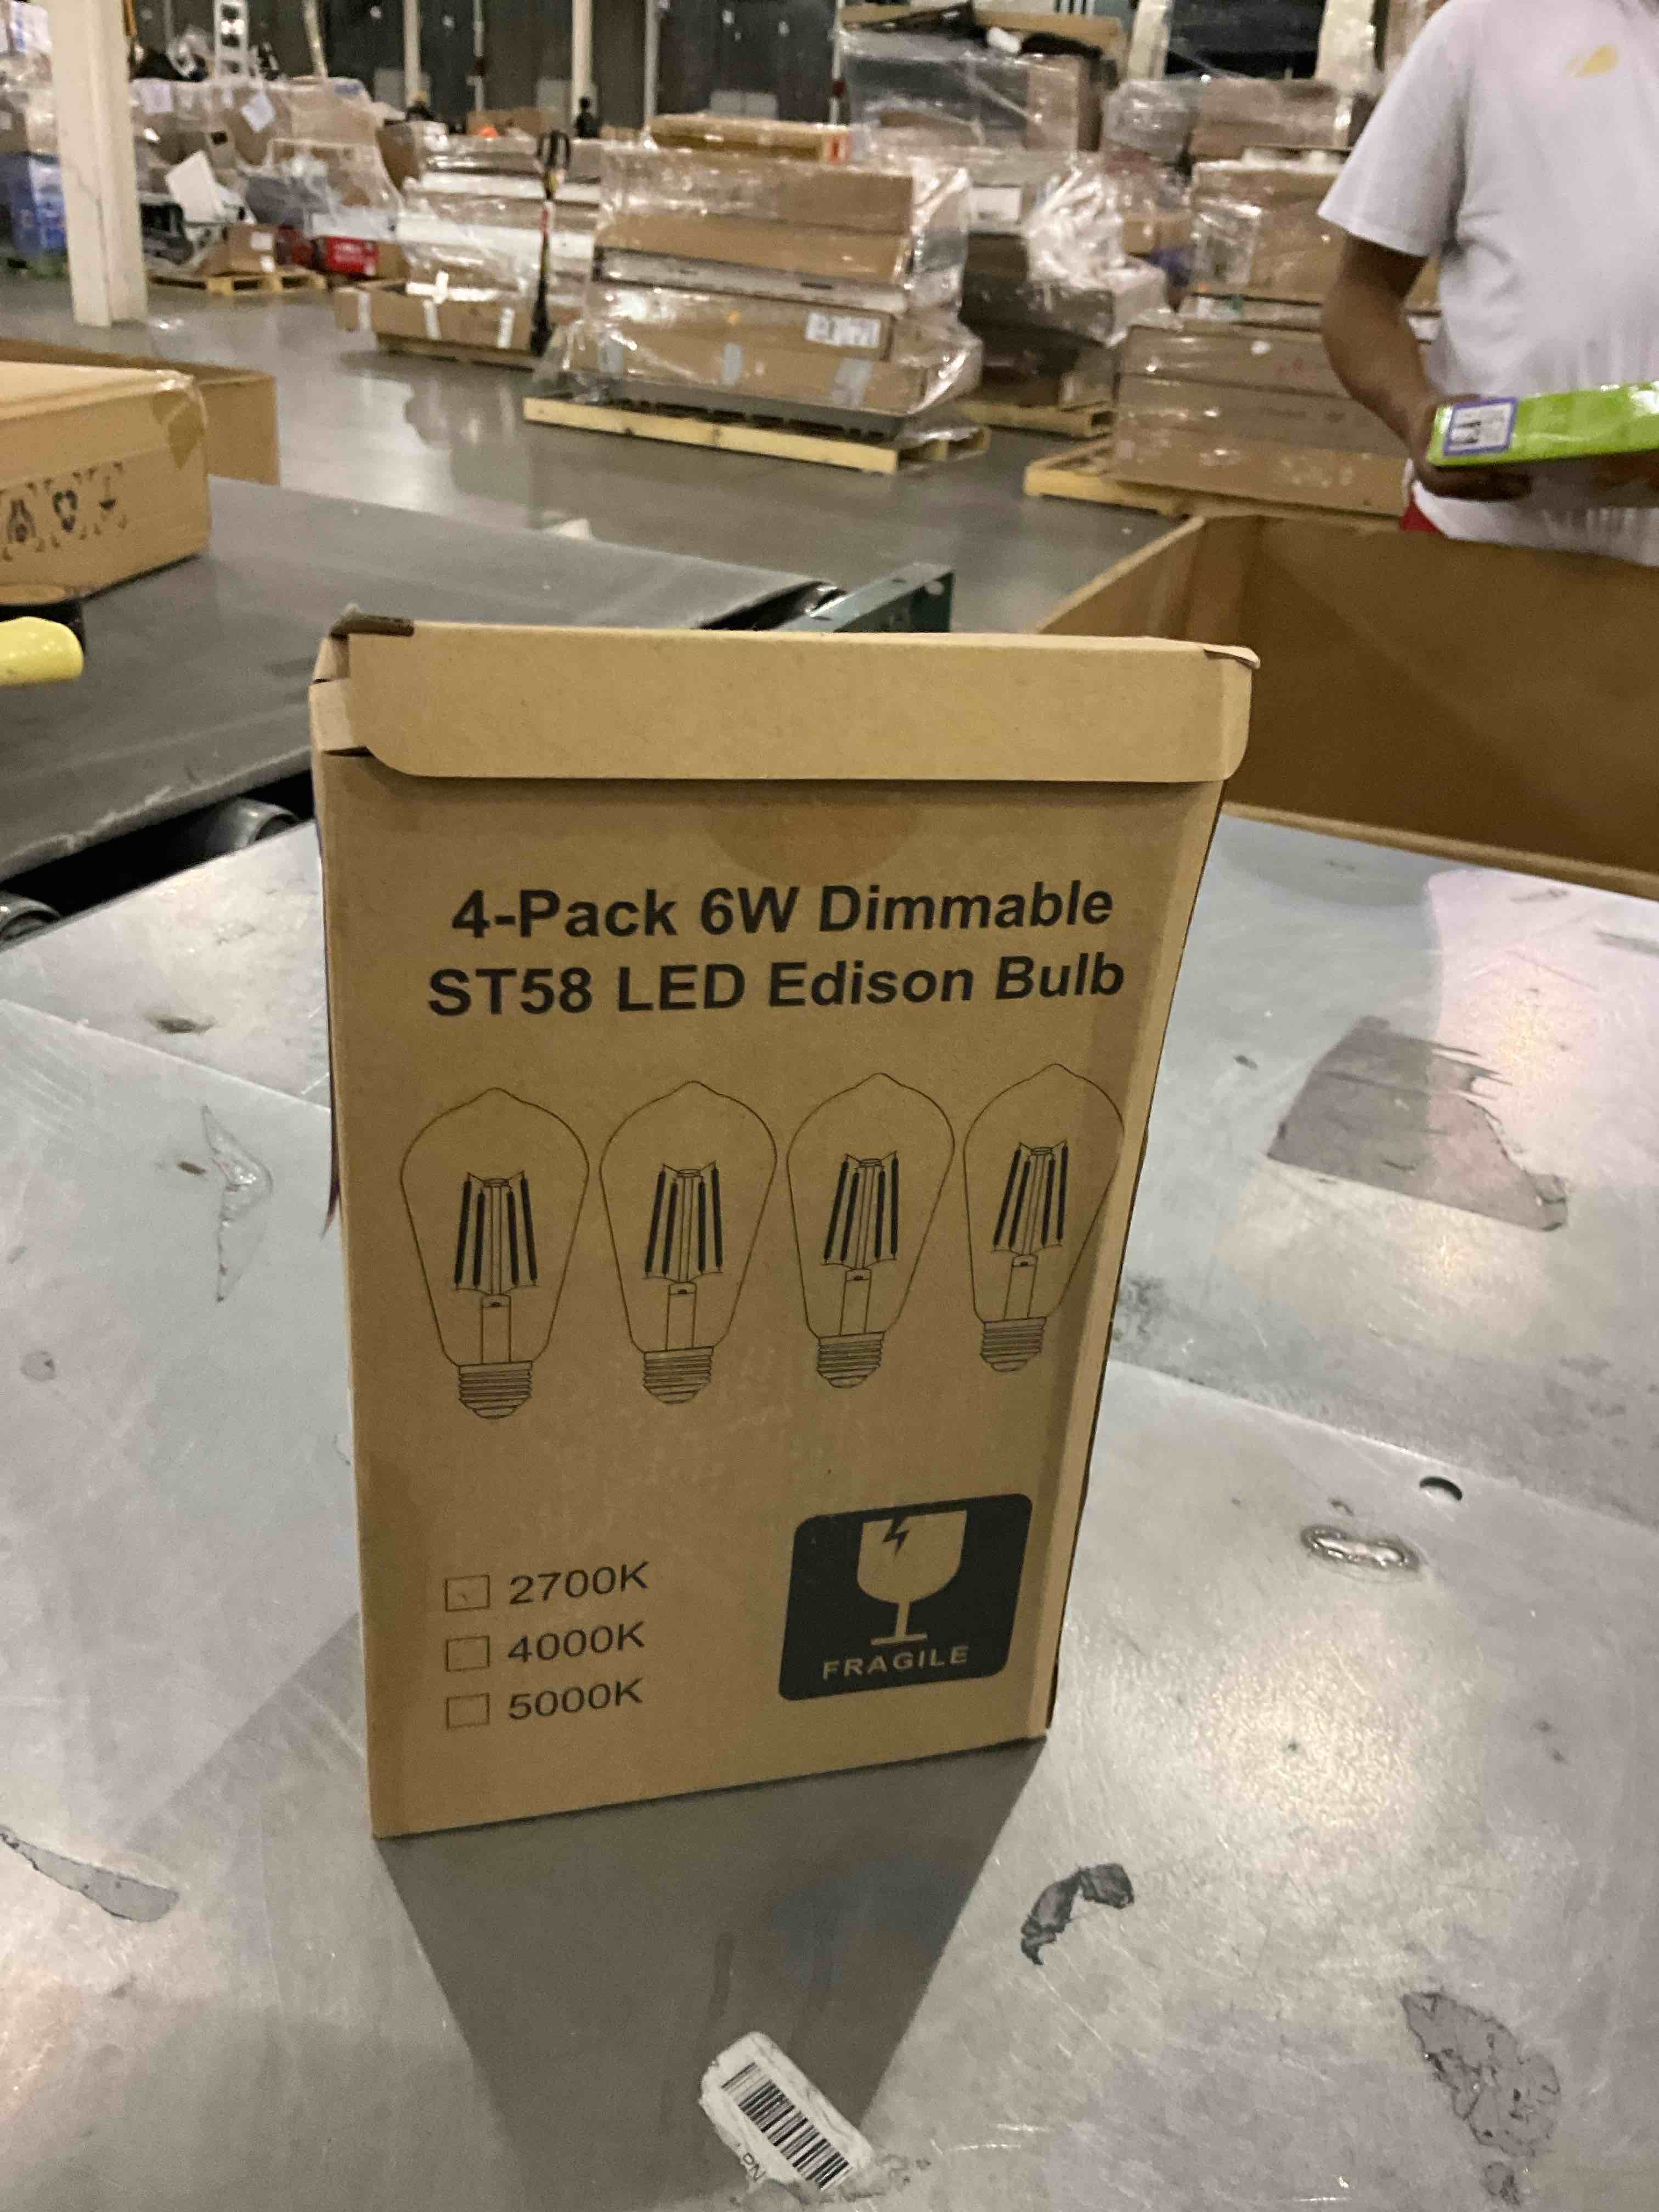 4-Pack 6W Dimmable
ST58 LED Edison Bulb
2700K
4000K
5000K
FRAGILE